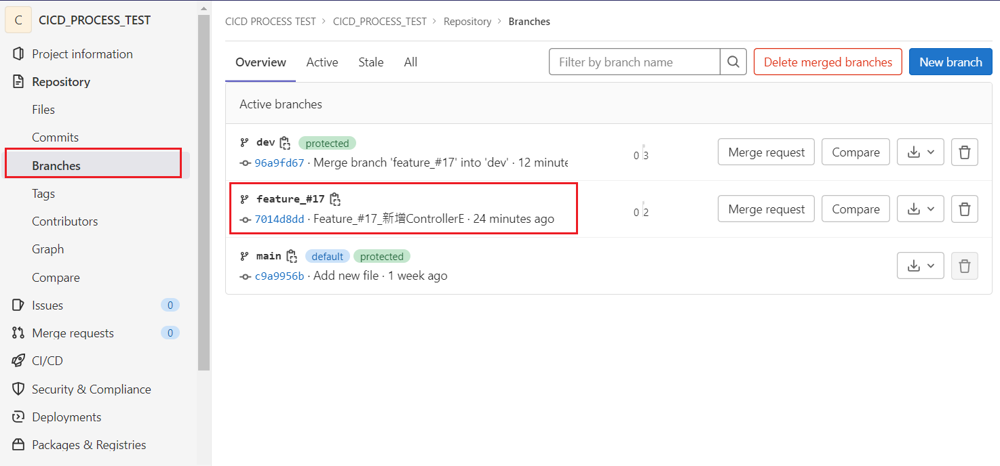 C CICD_PROCESS_TEST
Project information
Repository
Files
Commits
Branches
Tags
Contributors
Graph
Compare
Issues 0
Merge requests 0
CI/CD
Security & Compliance
Deployments
Packages & Registries
CICD PROCESS TEST > CICD_PROCESS_TEST > Repository > Branches
Overview Active Stale All Filter by branch name Delete merged branches New branch
Active branches
dev protected
96a9fd67 · Merge branch 'feature_#17' into 'dev' · 12 minute
0 3 Merge request Compare
feature_#17
7014d8dd · Feature_#17_新增ControllerE · 24 minutes ago
0 2 Merge request Compare
main default protected
c9a9956b · Add new file · 1 week ago